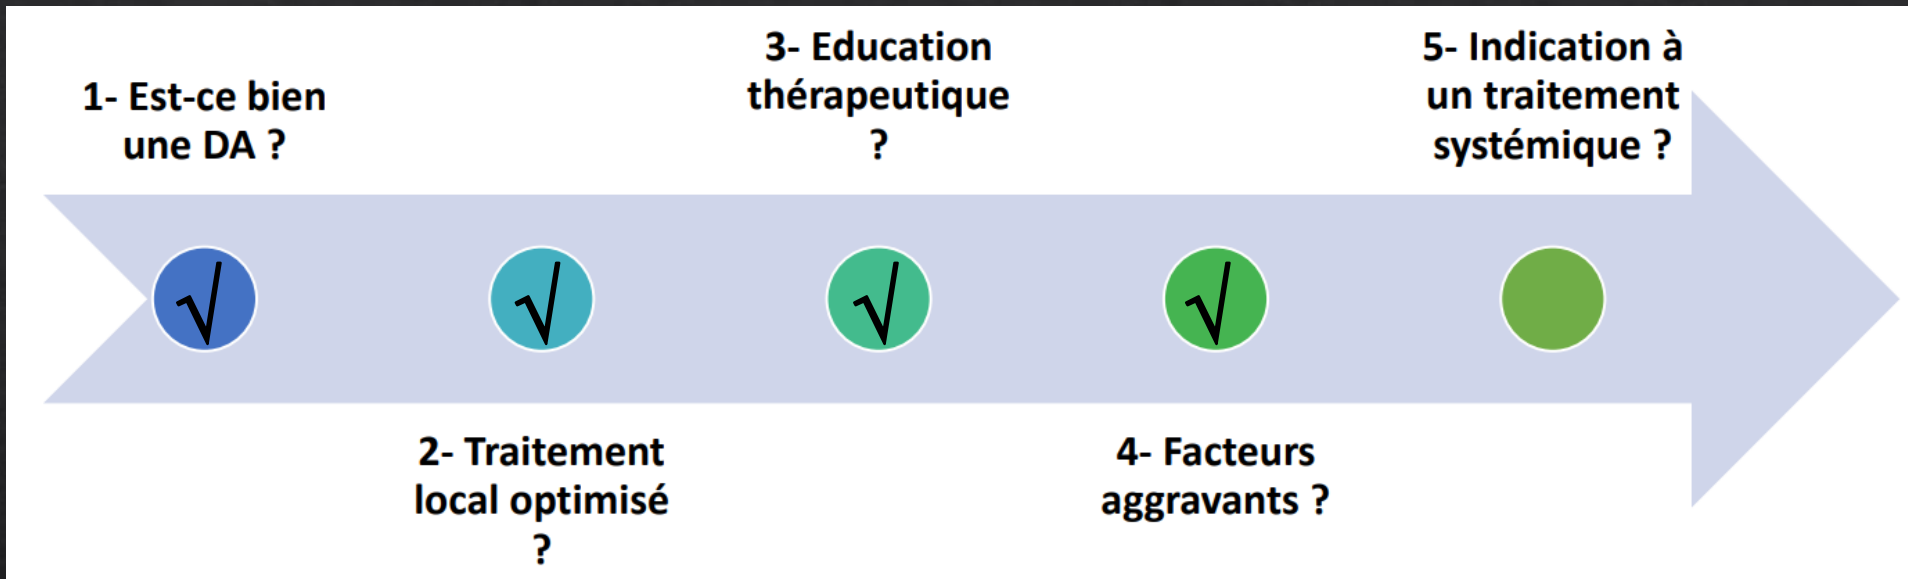 1- Est-ce bien
une DA ?
2- Traitement
local optimisé
?
3- Education
thérapeutique
?
4- Facteurs
aggravants ?
5- Indication à
un traitement
systémique ?